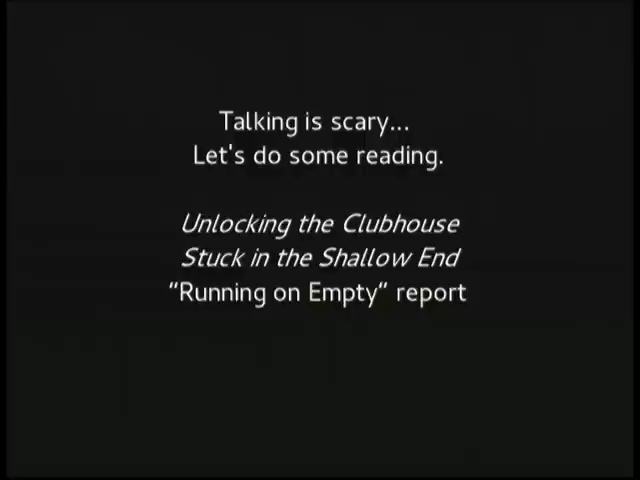 Talking is scary...
Let's do some reading.
Unlocking the Clubhouse
Stuck in the Shallow End
“Running on Empty“ report